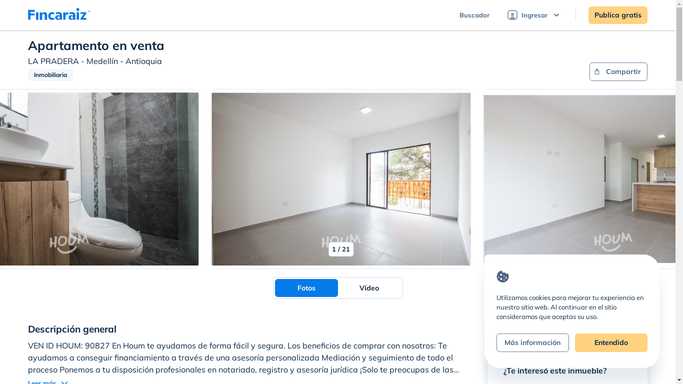 Fincaraiz
Buscador
Ingresar
Publica gratis
Apartamento en venta
LA PRADERA - Medellín - Antioquia
Inmobiliaria
Compartir
HOUM
HOUM
HOUM
1 / 21
Fotos
Vídeo
Utilizamos cookies para mejorar tu experiencia en
nuestro sitio web. Al continuar en el sitio
consideramos que aceptas su uso.
Más información
Entendido
Descripción general
VEN ID HOUM: 90827 En Houm te ayudamos de forma fácil y segura. Los beneficios de comprar con nosotros: Te
ayudamos a conseguir financiamiento a través de una asesoría personalizada Mediación y seguimiento de todo el
proceso Ponemos a tu disposición profesionales en notariado, registro y asesoría jurídica ¡Solo te preocupas de las...
Leer más
¿Te interesó este inmueble?